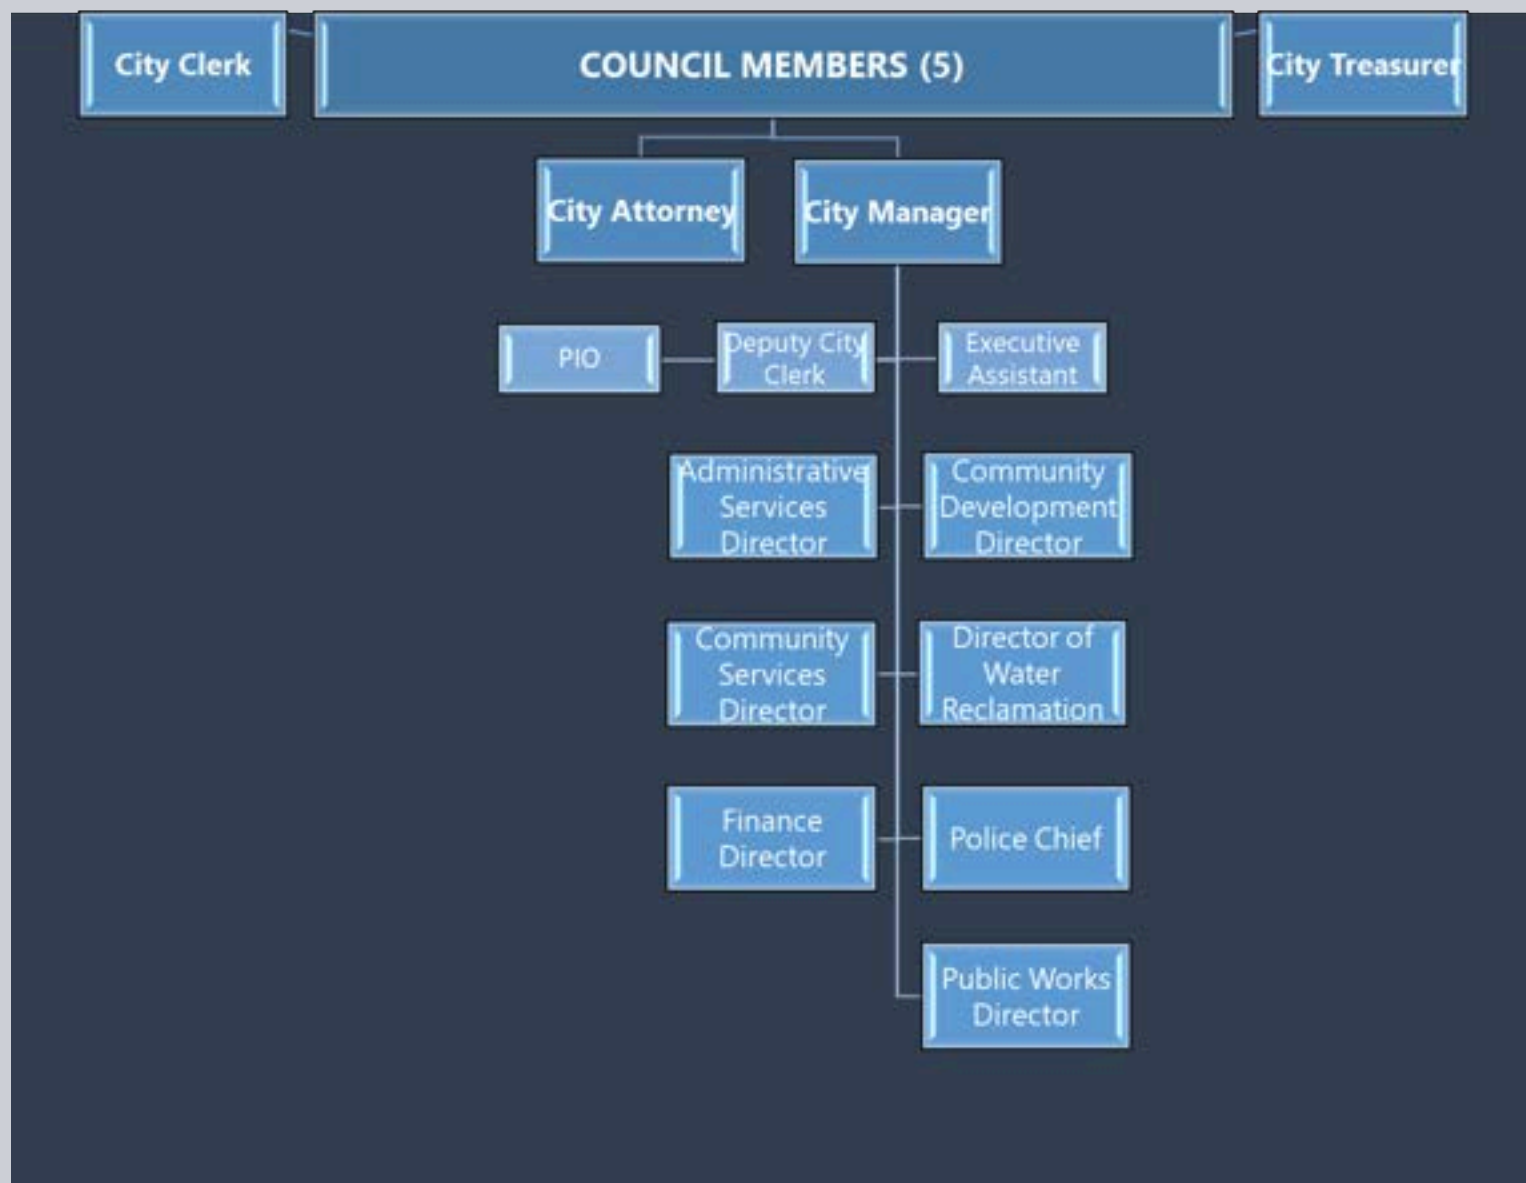 City Clerk
COUNCIL MEMBERS (5)
City Treasurer
City Attorney
City Manager
PIO
Deputy City
Clerk
Executive
Assistant
Administrative
Services
Director
Community
Development
Director
Community
Services
Director
Director of
Water
Reclamation
Finance
Director
Police Chief
Public Works
Director